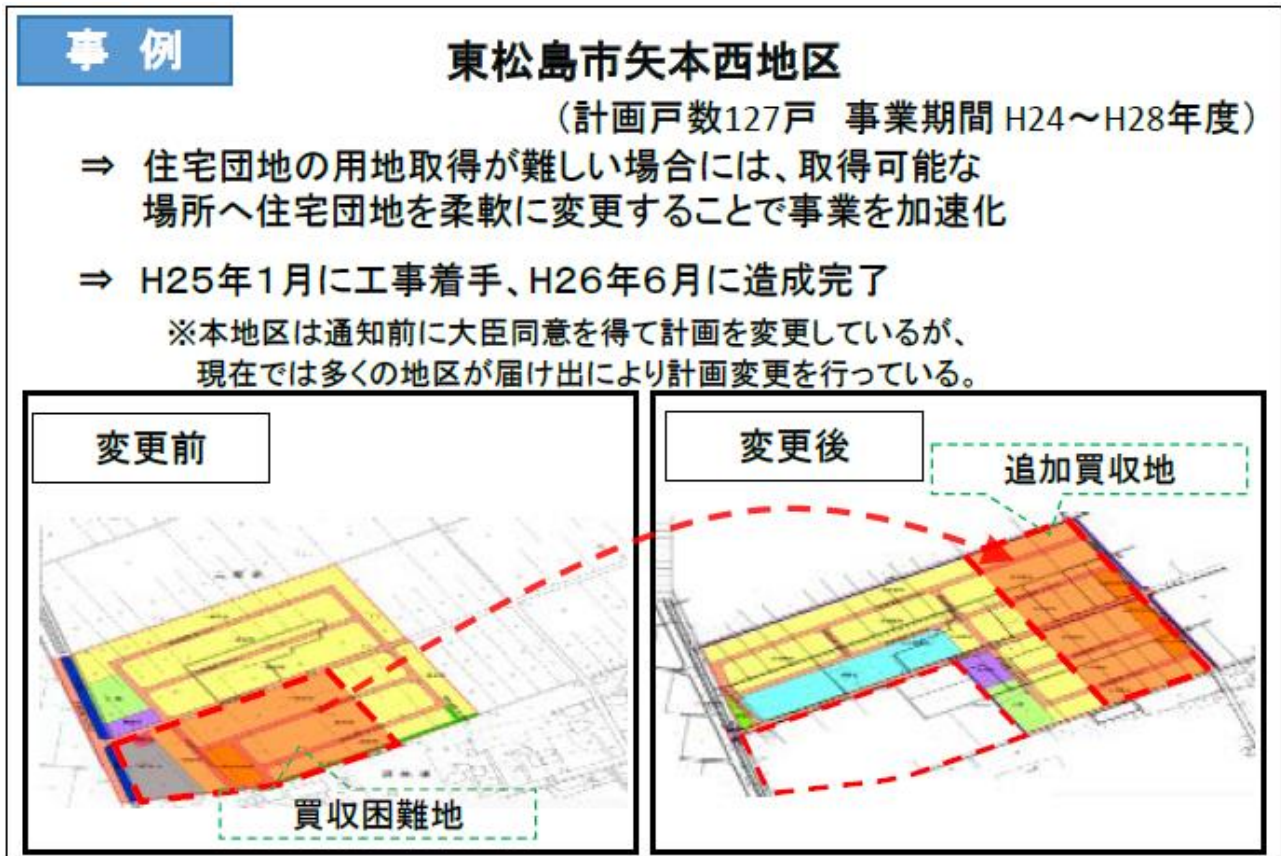 事 例
東松島市矢本西地区
(計画戸数127戸 事業期間 H24～H28年度)
⇒ 住宅団地の用地取得が難しい場合には、取得可能な
場所へ住宅団地を柔軟に変更することで事業を加速化
⇒ H25年1月に工事着手、H26年6月に造成完了
※本地区は通知前に大臣同意を得て計画を変更しているが、
現在では多くの地区が届け出により計画変更を行っている。
変更前
買収困難地
変更後
追加買収地